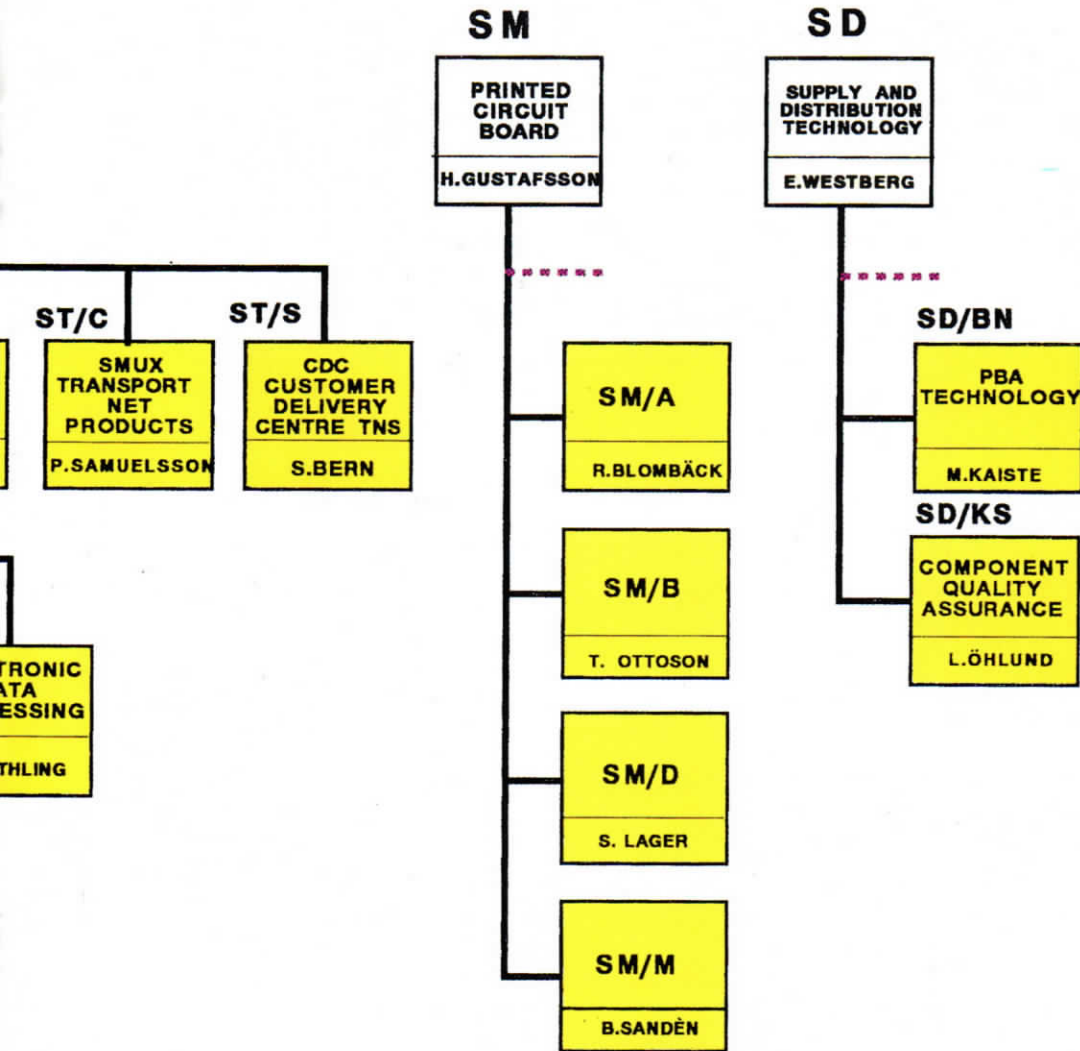 SM
PRINTED
CIRCUIT
BOARD
H.GUSTAFSSON
SD
SUPPLY AND
DISTRIBUTION
TECHNOLOGY
E.WESTBERG
ST/C
SMUX
TRANSPORT
NET
PRODUCTS
P.SAMUELSSON
ST/S
CDC
CUSTOMER
DELIVERY
CENTRE TNS
S.BERN
TRONIC
ATA
ESSING
THLING
SM/A
R.BLOMBÄCK
SM/B
T. OTTOSON
SM/D
S. LAGER
SM/M
B.SANDÈN
SD/BN
PBA
TECHNOLOGY
M.KAISTE
SD/KS
COMPONENT
QUALITY
ASSURANCE
L.ÖHLUND